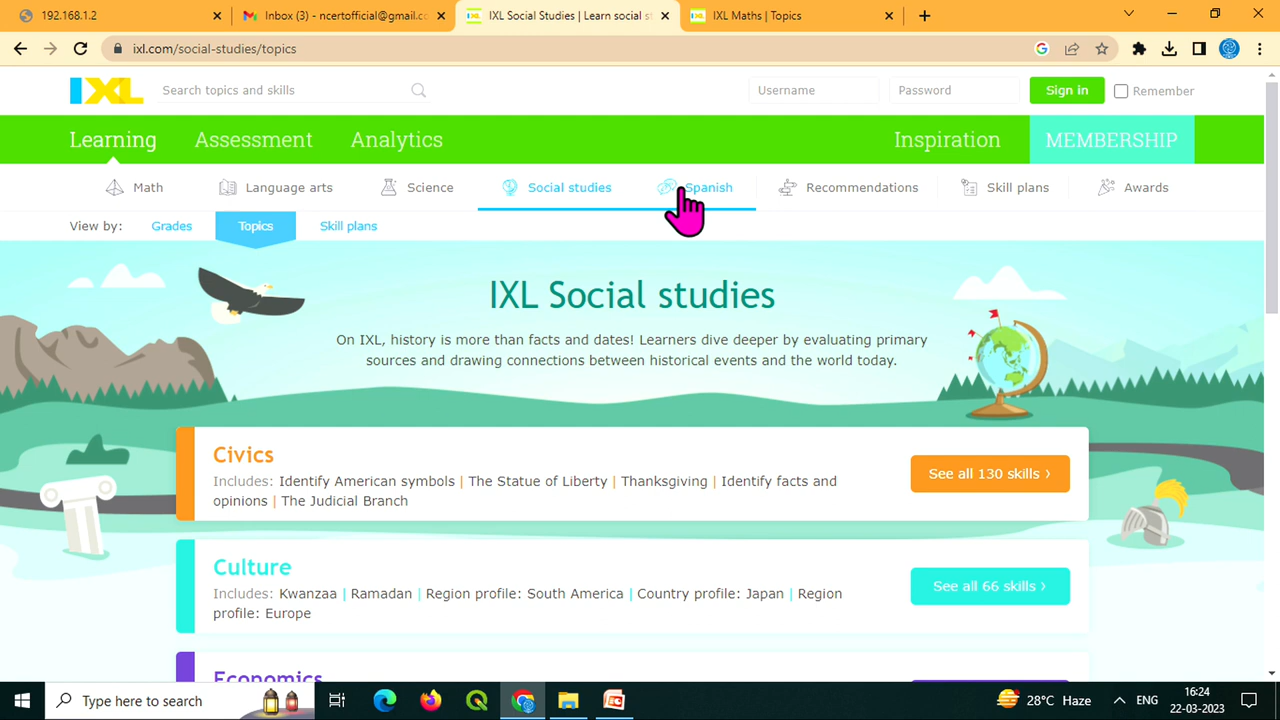 192.168.1.2
Inbox (3) - ncertofficial@gmail.co
IXL Social Studies | Learn social st
IXL Maths | Topics
ixl.com/social-studies/topics
IXL
Search topics and skills
Username
Password
Sign in
Remember
Learning
Assessment
Analytics
Inspiration
MEMBERSHIP
Math
Language arts
Science
Social studies
Spanish
Recommendations
Skill plans
Awards
View by:
Grades
Topics
Skill plans
IXL Social studies
On IXL, history is more than facts and dates! Learners dive deeper by evaluating primary
sources and drawing connections between historical events and the world today.
Civics
Includes: Identify American symbols | The Statue of Liberty | Thanksgiving | Identify facts and
opinions | The Judicial Branch
See all 130 skills ›
Culture
Includes: Kwanzaa | Ramadan | Region profile: South America | Country profile: Japan | Region
profile: Europe
See all 66 skills ›
Economics
Type here to search
28°C Haze
ENG
16:24
22-03-2023